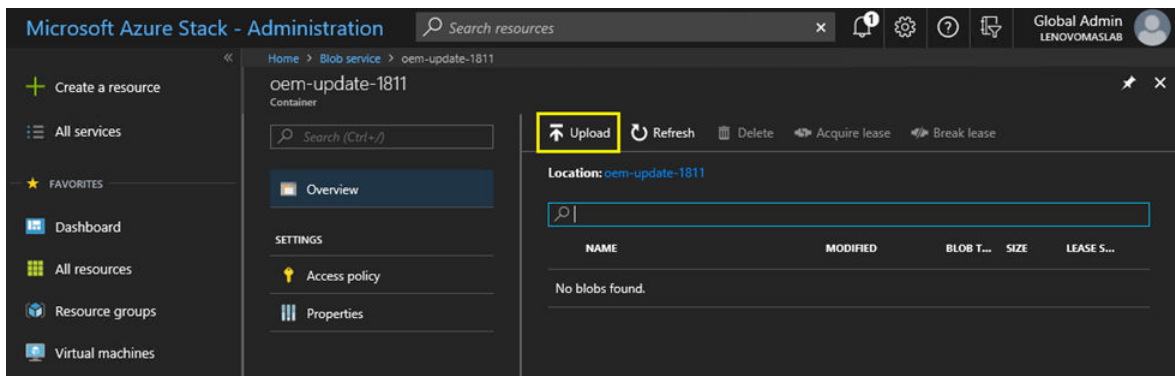 Microsoft Azure Stack - Administration
Search resources
1
Global Admin
LENOVOMASLAB
Create a resource
All services
FAVORITES
Dashboard
All resources
Resource groups
Virtual machines
Home > Blob service > oem-update-1811
oem-update-1811
Container
Search (Ctrl+/)
Overview
SETTINGS
Access policy
Properties
Upload Refresh Delete Acquire lease Break lease
Location: oem-update-1811
NAME MODIFIED BLOB T... SIZE LEASE S...
No blobs found.